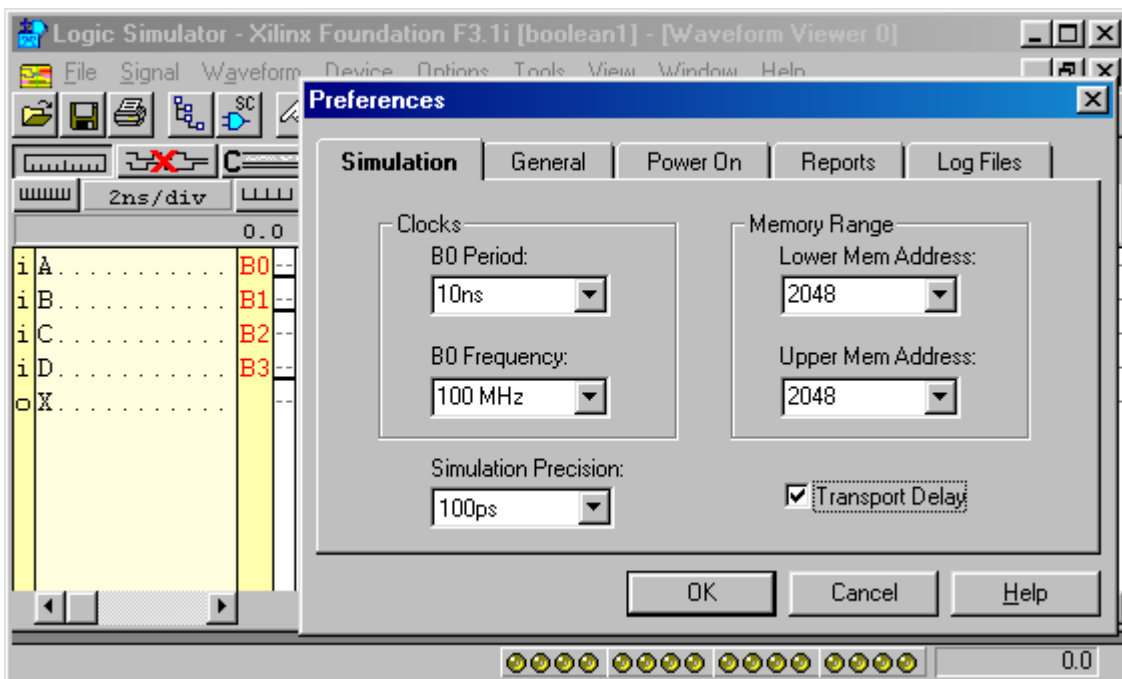 Logic Simulator - Xilinx Foundation F3.1i [boolean1] - [Waveform Viewer 0]
File Signal Waveform Device Options Tools View Window Help
SC
Preferences
Simulation General Power On Reports Log Files
C
2ns/div
0.0
i A........... B0
i B........... B1
i C........... B2
i D........... B3
o X...........
Clocks
B0 Period:
10ns
B0 Frequency:
100 MHz
Simulation Precision:
100ps
Memory Range
Lower Mem Address:
2048
Upper Mem Address:
2048
Transport Delay
OK Cancel Help
0.0